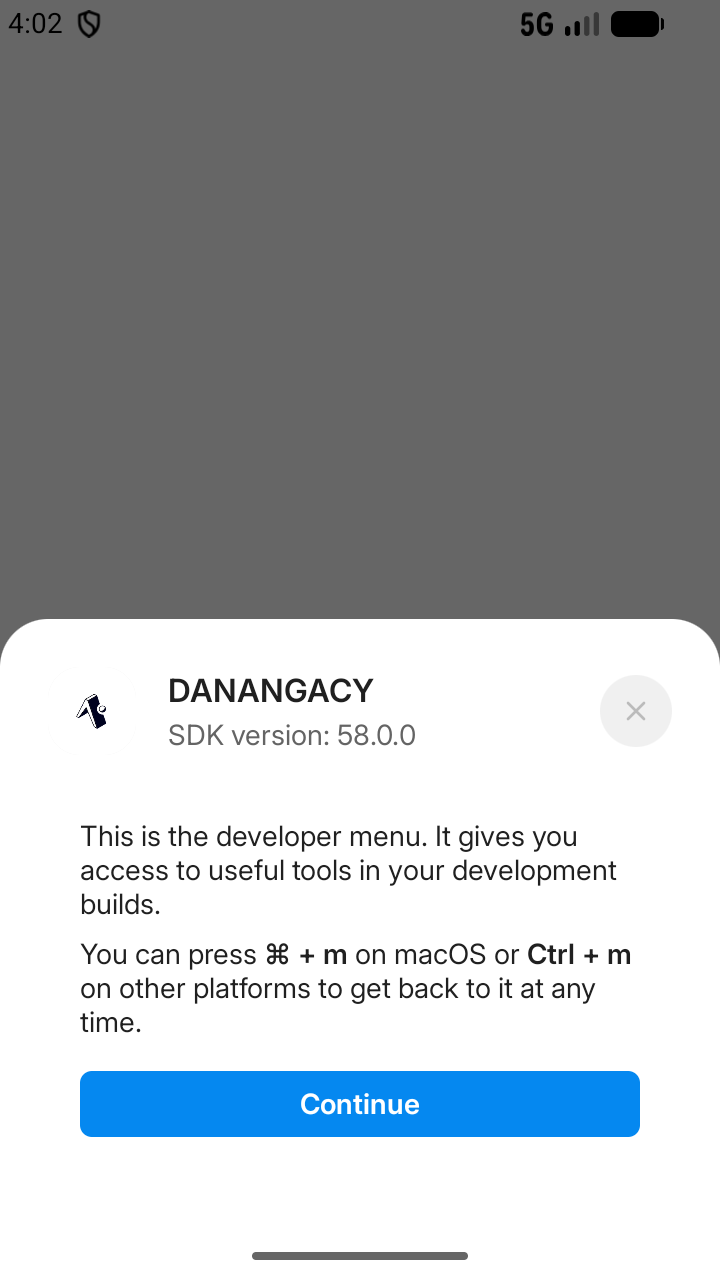 4:02
5G
DANANGACY
SDK version: 58.0.0
This is the developer menu. It gives you
access to useful tools in your development
builds.
You can press ⌘ + m on macOS or Ctrl + m
on other platforms to get back to it at any
time.
Continue